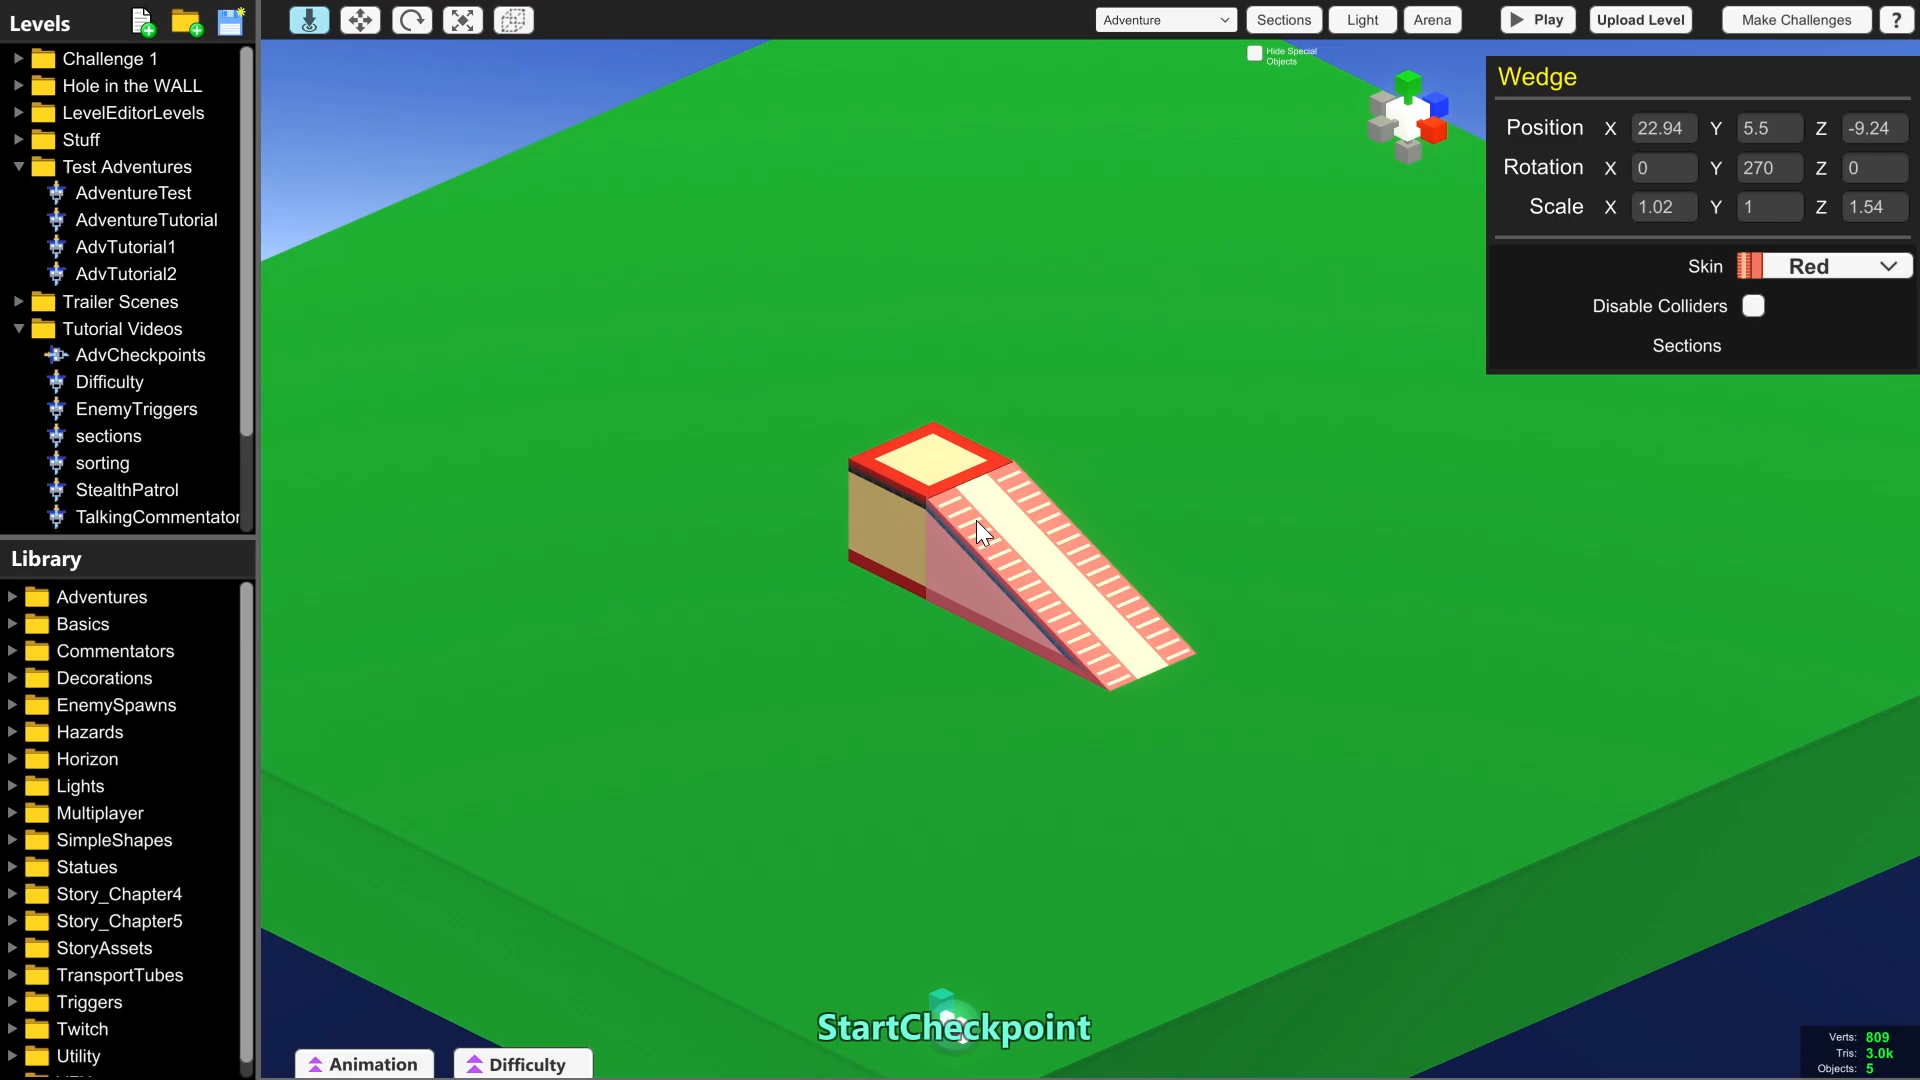 Levels
Challenge 1
Hole in the WALL
LevelEditorLevels
Stuff
Test Adventures
AdventureTest
AdventureTutorial
AdvTutorial1
AdvTutorial2
Trailer Scenes
Tutorial Videos
AdvCheckpoints
Difficulty
EnemyTriggers
sections
sorting
StealthPatrol
TalkingCommentator
Library
Adventures
Basics
Commentators
Decorations
EnemySpawns
Hazards
Horizon
Lights
Multiplayer
SimpleShapes
Statues
Story_Chapter4
Story_Chapter5
StoryAssets
TransportTubes
Triggers
Twitch
Utility
Adventure
Sections
Light
Arena
Play
Upload Level
Make Challenges
?
Hide Special
Objects
Wedge
Position X 22.94 Y 5.5 Z -9.24
Rotation X 0 Y 270 Z 0
Scale X 1.02 Y 1 Z 1.54
Skin Red
Disable Colliders
Sections
StartCheckpoint
Animation
Difficulty
Verts: 809
Tris: 3.0k
Objects: 5